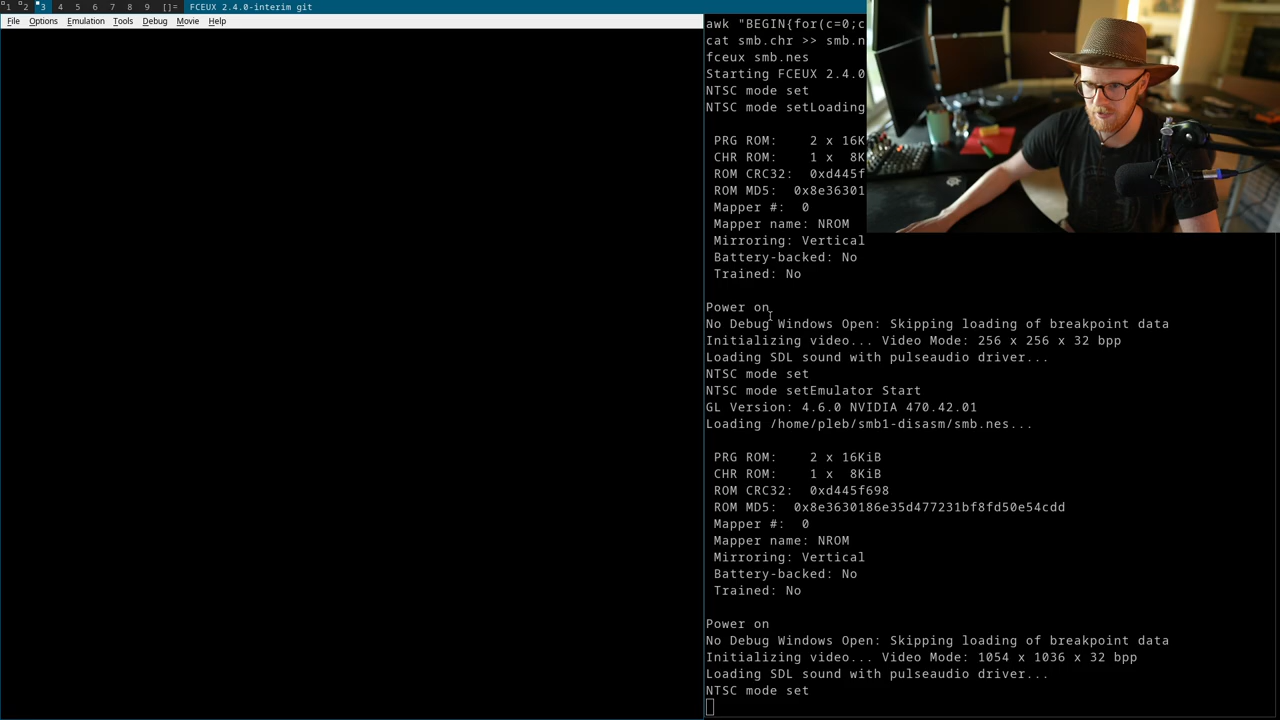 1 2 3 4 5 6 7 8 9 []= FCEUX 2.4.0-interim git
File Options Emulation Tools Debug Movie Help
awk "BEGIN{for(c=0;c
cat smb.chr >> smb.n
fceux smb.nes
Starting FCEUX 2.4.0
NTSC mode set
NTSC mode setLoading
PRG ROM: 2 x 16K
CHR ROM: 1 x 8K
ROM CRC32: 0xd445f
ROM MD5: 0x8e36301
Mapper #: 0
Mapper name: NROM
Mirroring: Vertical
Battery-backed: No
Trained: No
Power on
No Debug Windows Open: Skipping loading of breakpoint data
Initializing video... Video Mode: 256 x 256 x 32 bpp
Loading SDL sound with pulseaudio driver...
NTSC mode set
NTSC mode setEmulator Start
GL Version: 4.6.0 NVIDIA 470.42.01
Loading /home/pleb/smb1-disasm/smb.nes...
PRG ROM: 2 x 16KiB
CHR ROM: 1 x 8KiB
ROM CRC32: 0xd445f698
ROM MD5: 0x8e3630186e35d477231bf8fd50e54cdd
Mapper #: 0
Mapper name: NROM
Mirroring: Vertical
Battery-backed: No
Trained: No
Power on
No Debug Windows Open: Skipping loading of breakpoint data
Initializing video... Video Mode: 1054 x 1036 x 32 bpp
Loading SDL sound with pulseaudio driver...
NTSC mode set